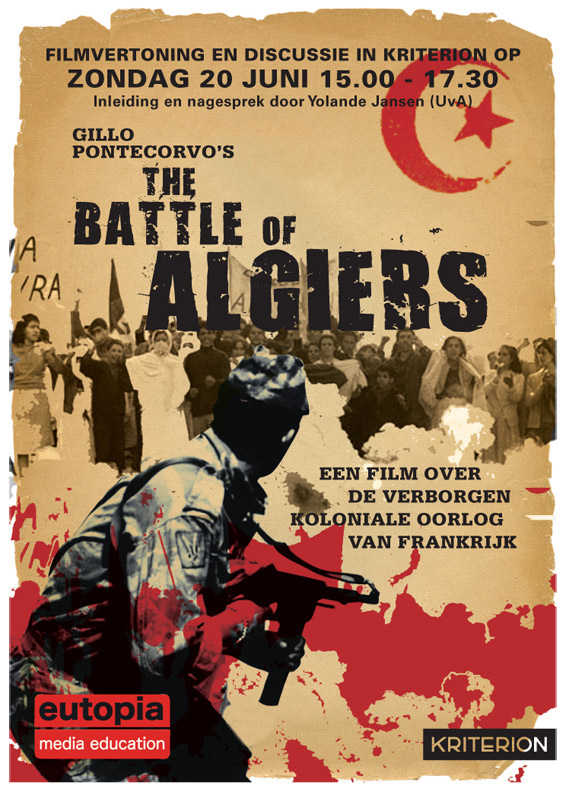 FILMVERTONING EN DISCUSSIE IN KRITERION OP
ZONDAG 20 JUNI 15.00 - 17.30
Inleiding en nagesprek door Yolande Jansen (UvA)
GILLO
PONTECORVO'S
THE
BATTLE OF
ALGIERS
A
RA
EEN FILM OVER
DE VERBORGEN
KOLONIALE OORLOG
VAN FRANKRIJK
eutopia
media education
KRITERION